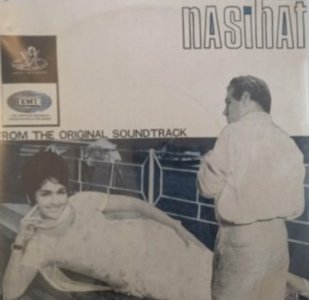 nasihat
EMI
FROM THE ORIGINAL SOUNDTRACK